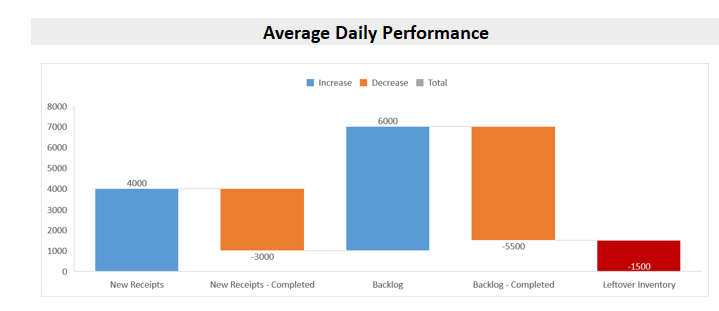 Average Daily Performance
Increase Decrease Total
8000
7000
6000
5000
4000
3000
2000
1000
0
4000
-3000
6000
-5500
-1500
New Receipts
New Receipts - Completed
Backlog
Backlog - Completed
Leftover Inventory